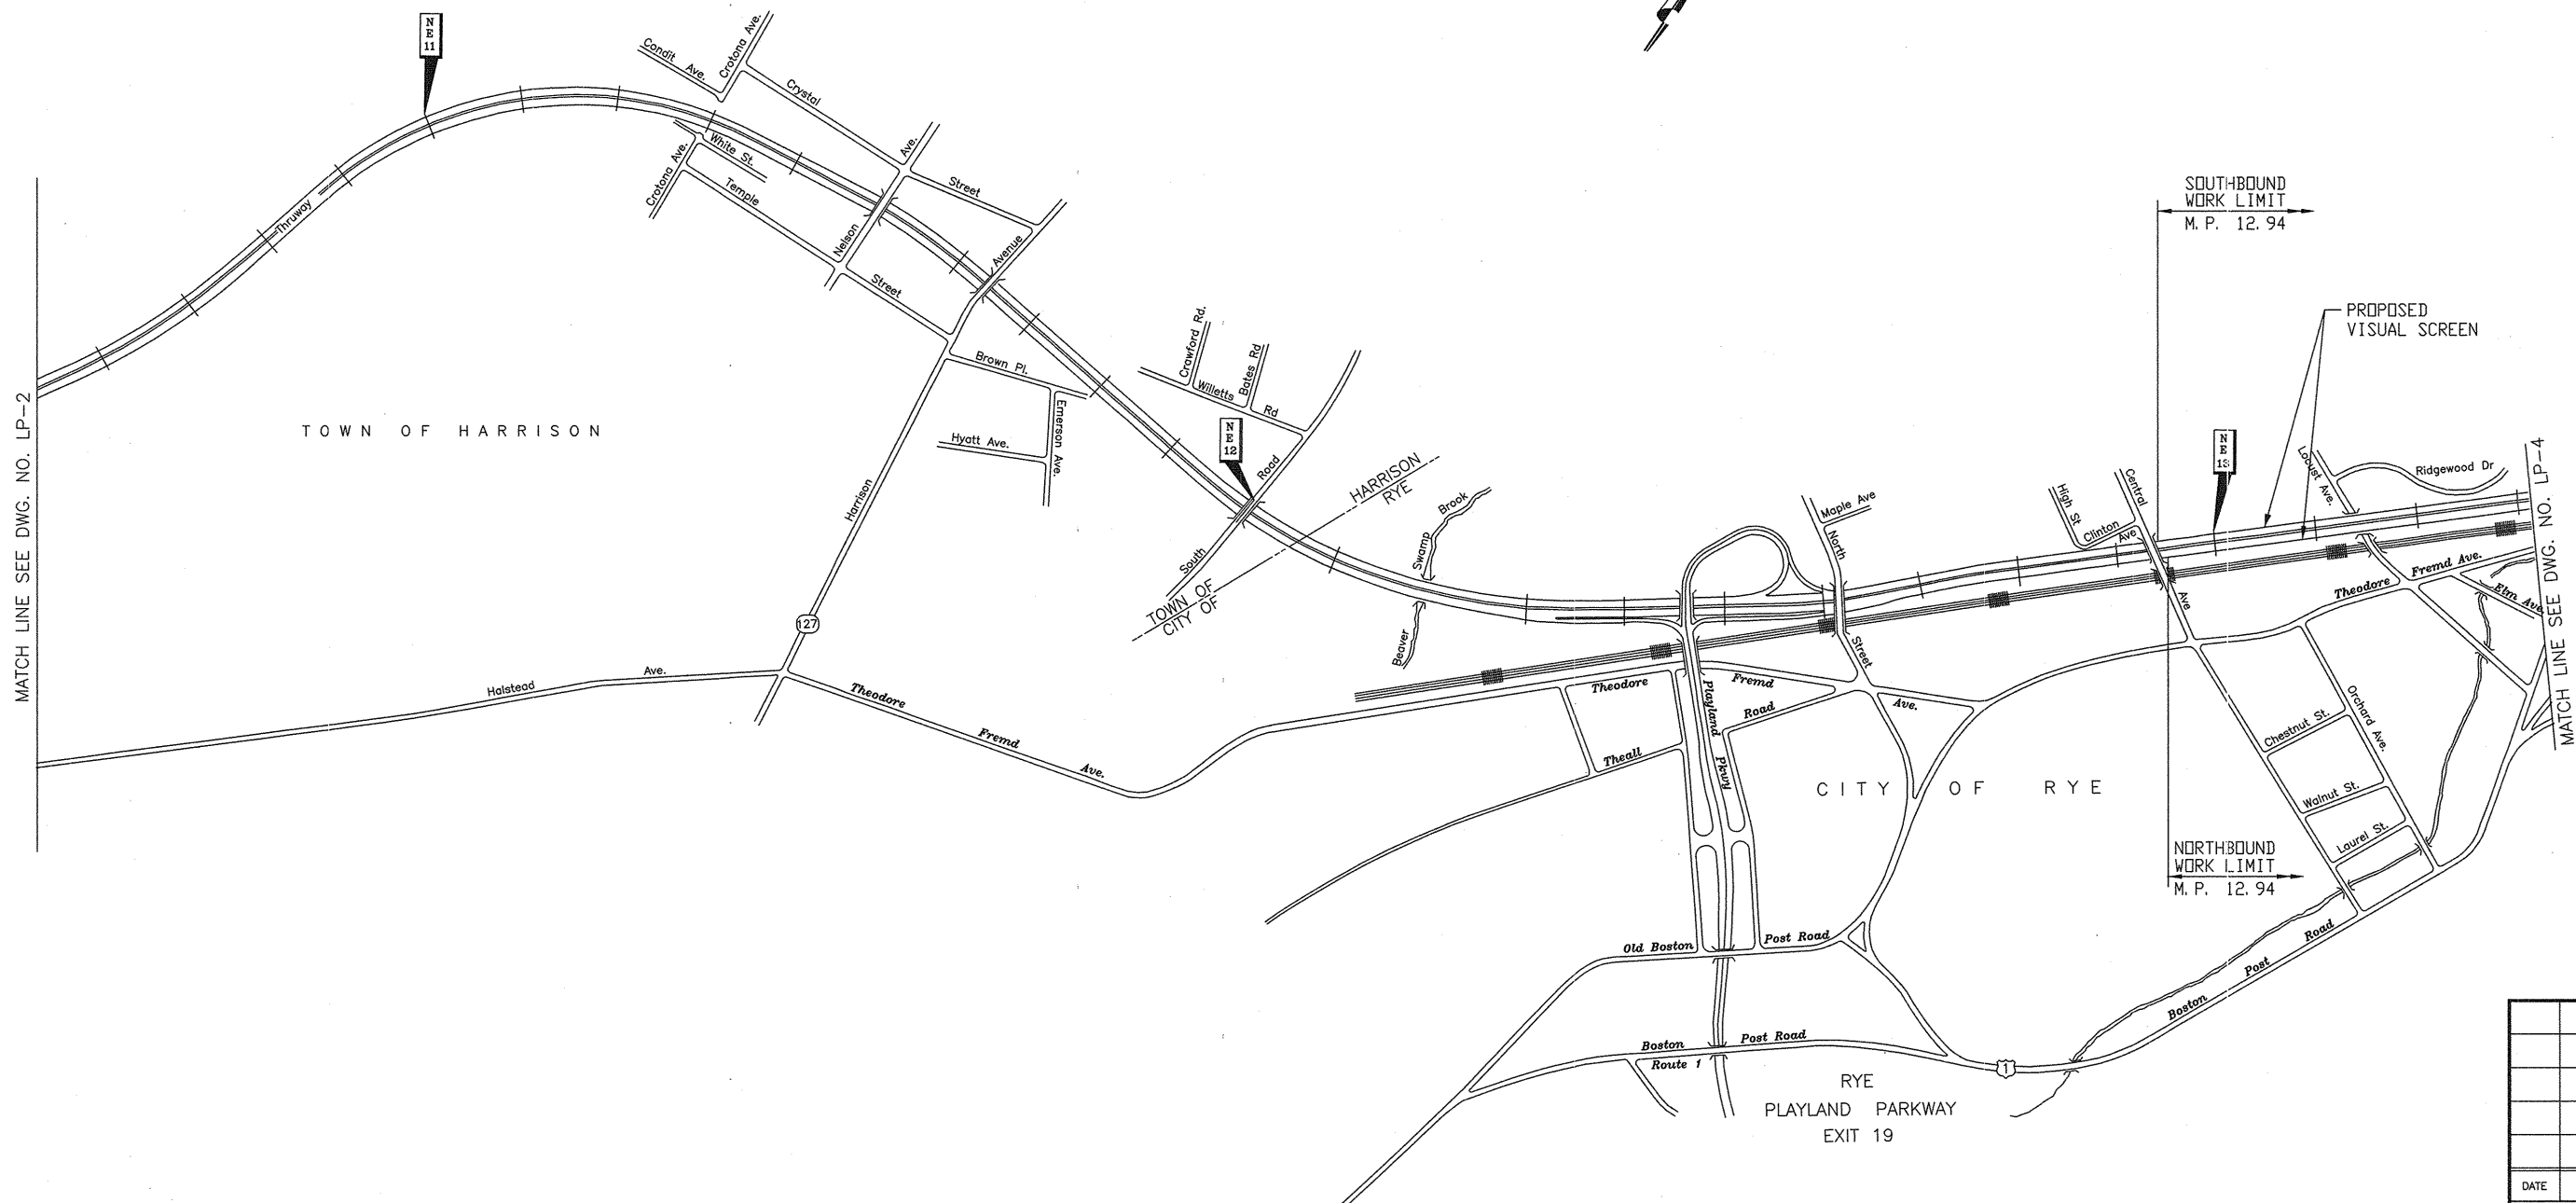 N
E
11
Condit Ave.
Crotona Ave.
Crystal
Ave.
Street
White St.
Crotona Ave.
Temple
Street
Nelson
Avenue
Thruway
SOUTHBOUND
WORK LIMIT
M. P. 12.94
PROPOSED
VISUAL SCREEN
Crawford Rd.
Bates Rd
Willetts Rd
Brown Pl.
Emerson Ave.
Hyatt Ave.
MATCH LINE SEE DWG. NO. LP-2
TOWN OF HARRISON
N
E
12
Road
South
HARRISON
RYE
TOWN OF
CITY OF
Swamp Brook
Beaver
Harrison
127
Halstead Ave.
Theodore Fremd Ave.
Maple Ave
North
Street
High St
Central
Clinton
Ave
Ave
N
E
13
Locust Ave.
Ridgewood Dr
MATCH LINE SEE DWG. NO. LP-4
Theodore Fremd Ave.
Elm Ave.
Theodore Fremd Ave.
Playland Pkwy
Theall Road
CITY OF RYE
Chestnut St.
Orchard Ave.
Walnut St.
Laurel St.
NORTHBOUND
WORK LIMIT
M. P. 12.94
Old Boston Post Road
Boston Post Road
Route 1
1
Boston Post Road
RYE
PLAYLAND PARKWAY
EXIT 19
DATE